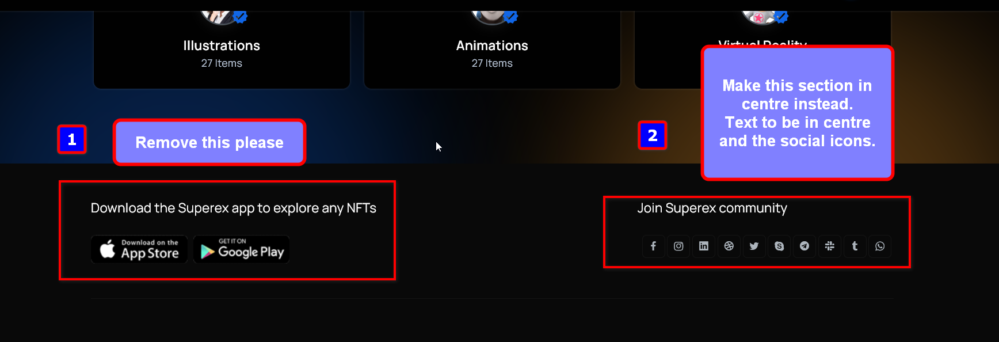 Illustrations
27 Items
Animations
27 Items
Virtual Reality
1
Remove this please
2
Make this section in
centre instead.
Text to be in centre
and the social icons.
Download the Superex app to explore any NFTs
Download on the
App Store
GET IT ON
Google Play
Join Superex community